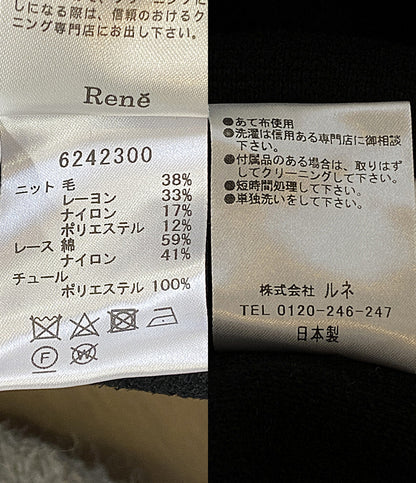 しになる際は、信頼のおけるク
ニング専門店にお出し下さい。
René
6242300
ニット 毛 38%
レーヨン 33%
ナイロン 17%
ポリエステル 12%
レース 綿 59%
ナイロン 41%
チュール
ポリエステル 100%
F
W
●あて布使用
●洗濯は信用ある専門店に御相談
下さい。
●付属品のある場合は、取りはず
してクリーニングして下さい。
●短時間処理して下さい。
●単独洗いをして下さい。
株式会社 ルネ
TEL 0120-246-247
日本製